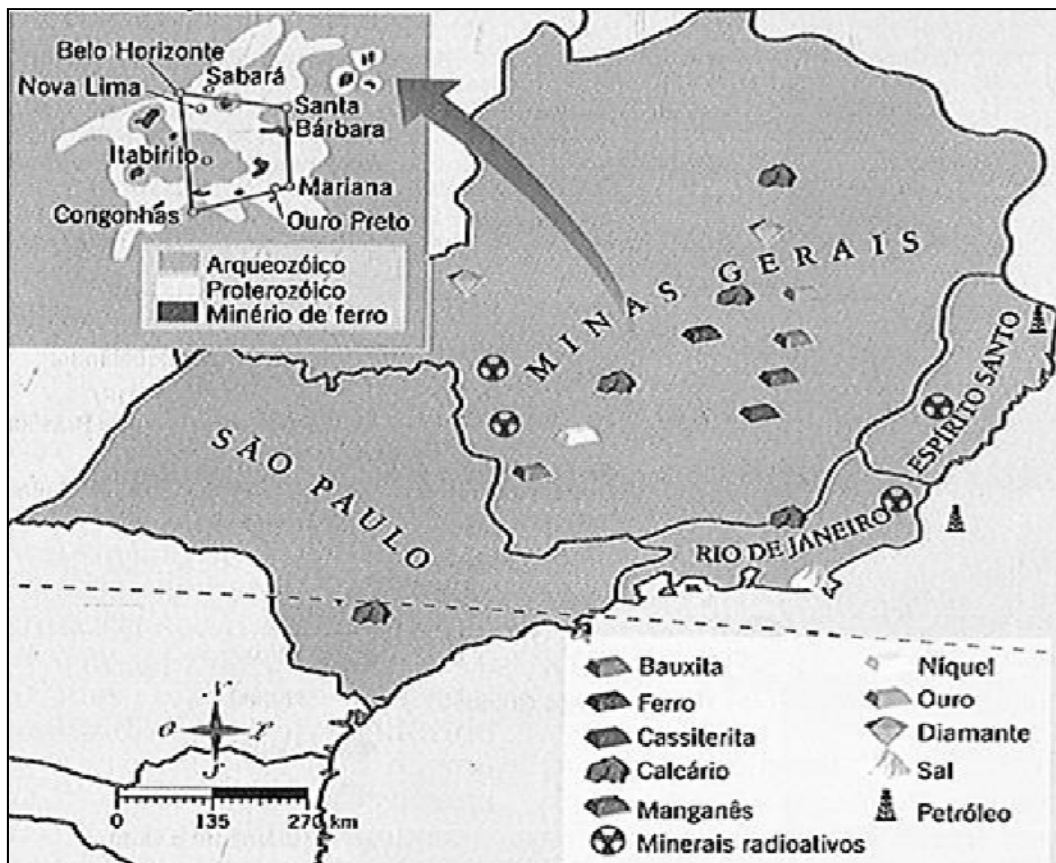 Belo Horizonte
Sabará
Nova Lima
Santa
Bárbara
Itabirito
Mariana
Congonhas
Ouro Preto
Arqueozóico
Proterozóico
Minério de ferro
MINAS GERAIS
ESPÍRITO SANTO
SÃO PAULO
RIO DE JANEIRO
N
0 135 270 km
Bauxita
Ferro
Cassiterita
Calcário
Manganês
Minerais radioativos
Níquel
Ouro
Diamante
Sal
Petróleo